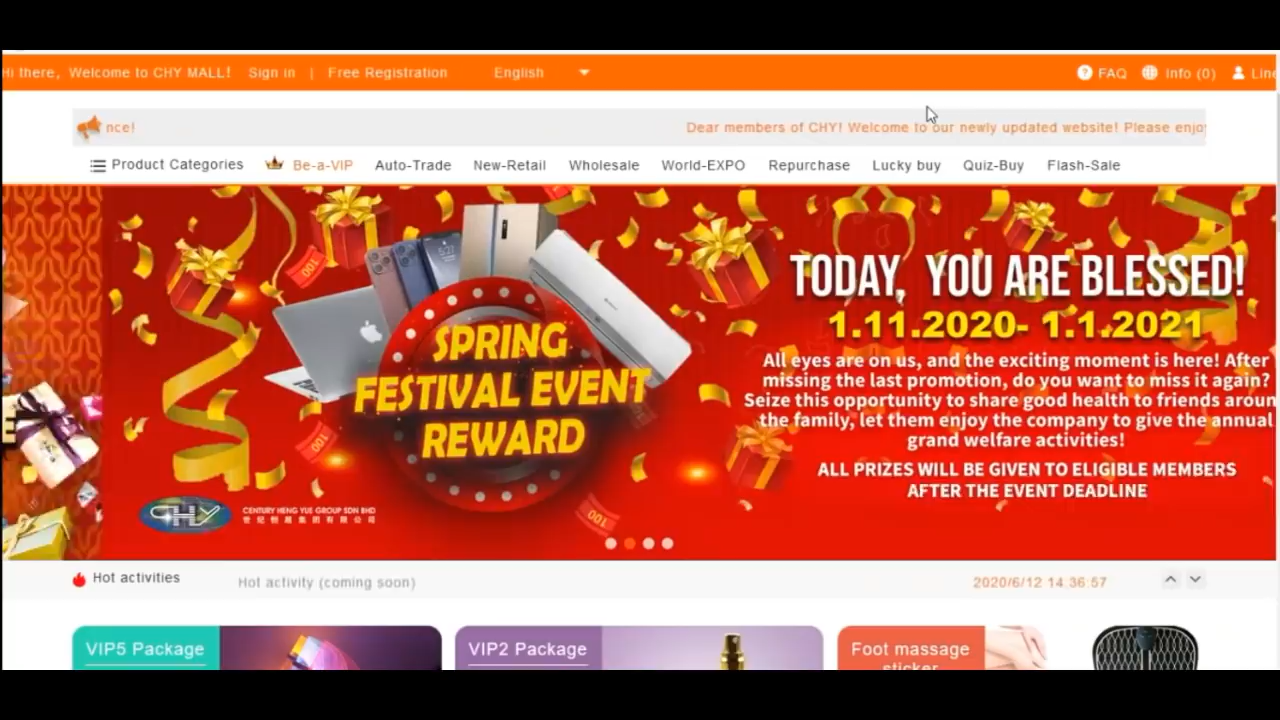 Hi there, Welcome to CHY MALL! Sign in | Free Registration English
FAQ Info (0) Line
nce! Dear members of CHY! Welcome to our newly updated website! Please enjoy
Product Categories Be-a-VIP Auto-Trade New-Retail Wholesale World-EXPO Repurchase Lucky buy Quiz-Buy Flash-Sale
SPRING
FESTIVAL EVENT
REWARD
TODAY, YOU ARE BLESSED!
1.11.2020- 1.1.2021
All eyes are on us, and the exciting moment is here! After
missing the last promotion, do you want to miss it again?
Seize this opportunity to share good health to friends aroun
the family, let them enjoy the company to give the annual
grand welfare activities!
ALL PRIZES WILL BE GIVEN TO ELIGIBLE MEMBERS
AFTER THE EVENT DEADLINE
100
100
100
CHY
CENTURY HENG YUE GROUP SDN BHD
Hot activities Hot activity (coming soon) 2020/6/12 14:36:57
VIP5 Package
VIP2 Package
Foot massage
sticker